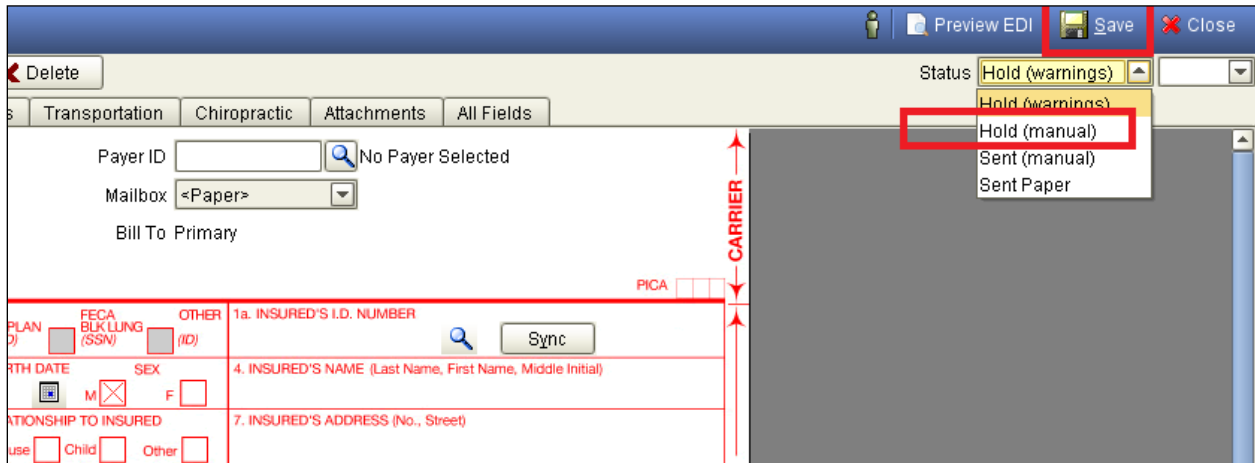 Preview EDI Save Close
Delete
Status Hold (warnings)
Transportation Chiropractic Attachments All Fields
Hold (warnings)
Hold (manual)
Sent (manual)
Sent Paper
Payer ID No Payer Selected
Mailbox <Paper>
Bill To Primary
CARRIER
PICA
FECA OTHER 1a. INSURED'S I.D. NUMBER
PLAN BLK LUNG
(SSN) (ID)
Sync
DATE SEX 4. INSURED'S NAME (Last Name, First Name, Middle Initial)
M F
TO INSURED 7. INSURED'S ADDRESS (No., Street)
Child Other